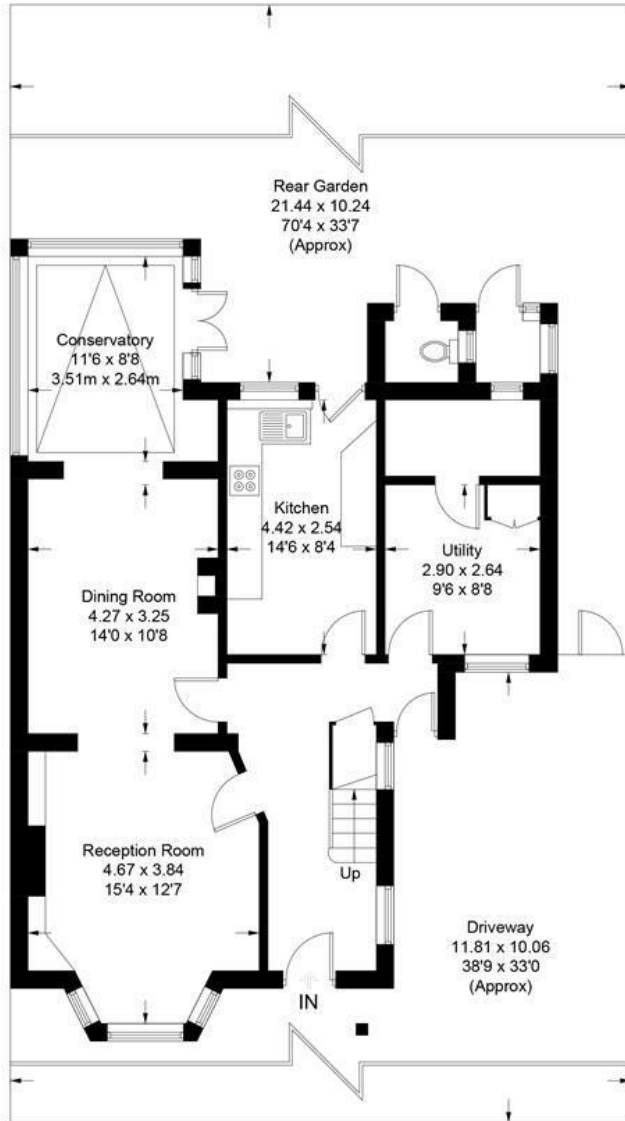 Rear Garden
21.44 x 10.24
70'4 x 33'7
(Approx)
Conservatory
11'6 x 8'8
3.51m x 2.64m
Kitchen
4.42 x 2.54
14'6 x 8'4
Utility
2.90 x 2.64
9'6 x 8'8
Dining Room
4.27 x 3.25
14'0 x 10'8
Reception Room
4.67 x 3.84
15'4 x 12'7
Up
Driveway
11.81 x 10.06
38'9 x 33'0
(Approx)
IN